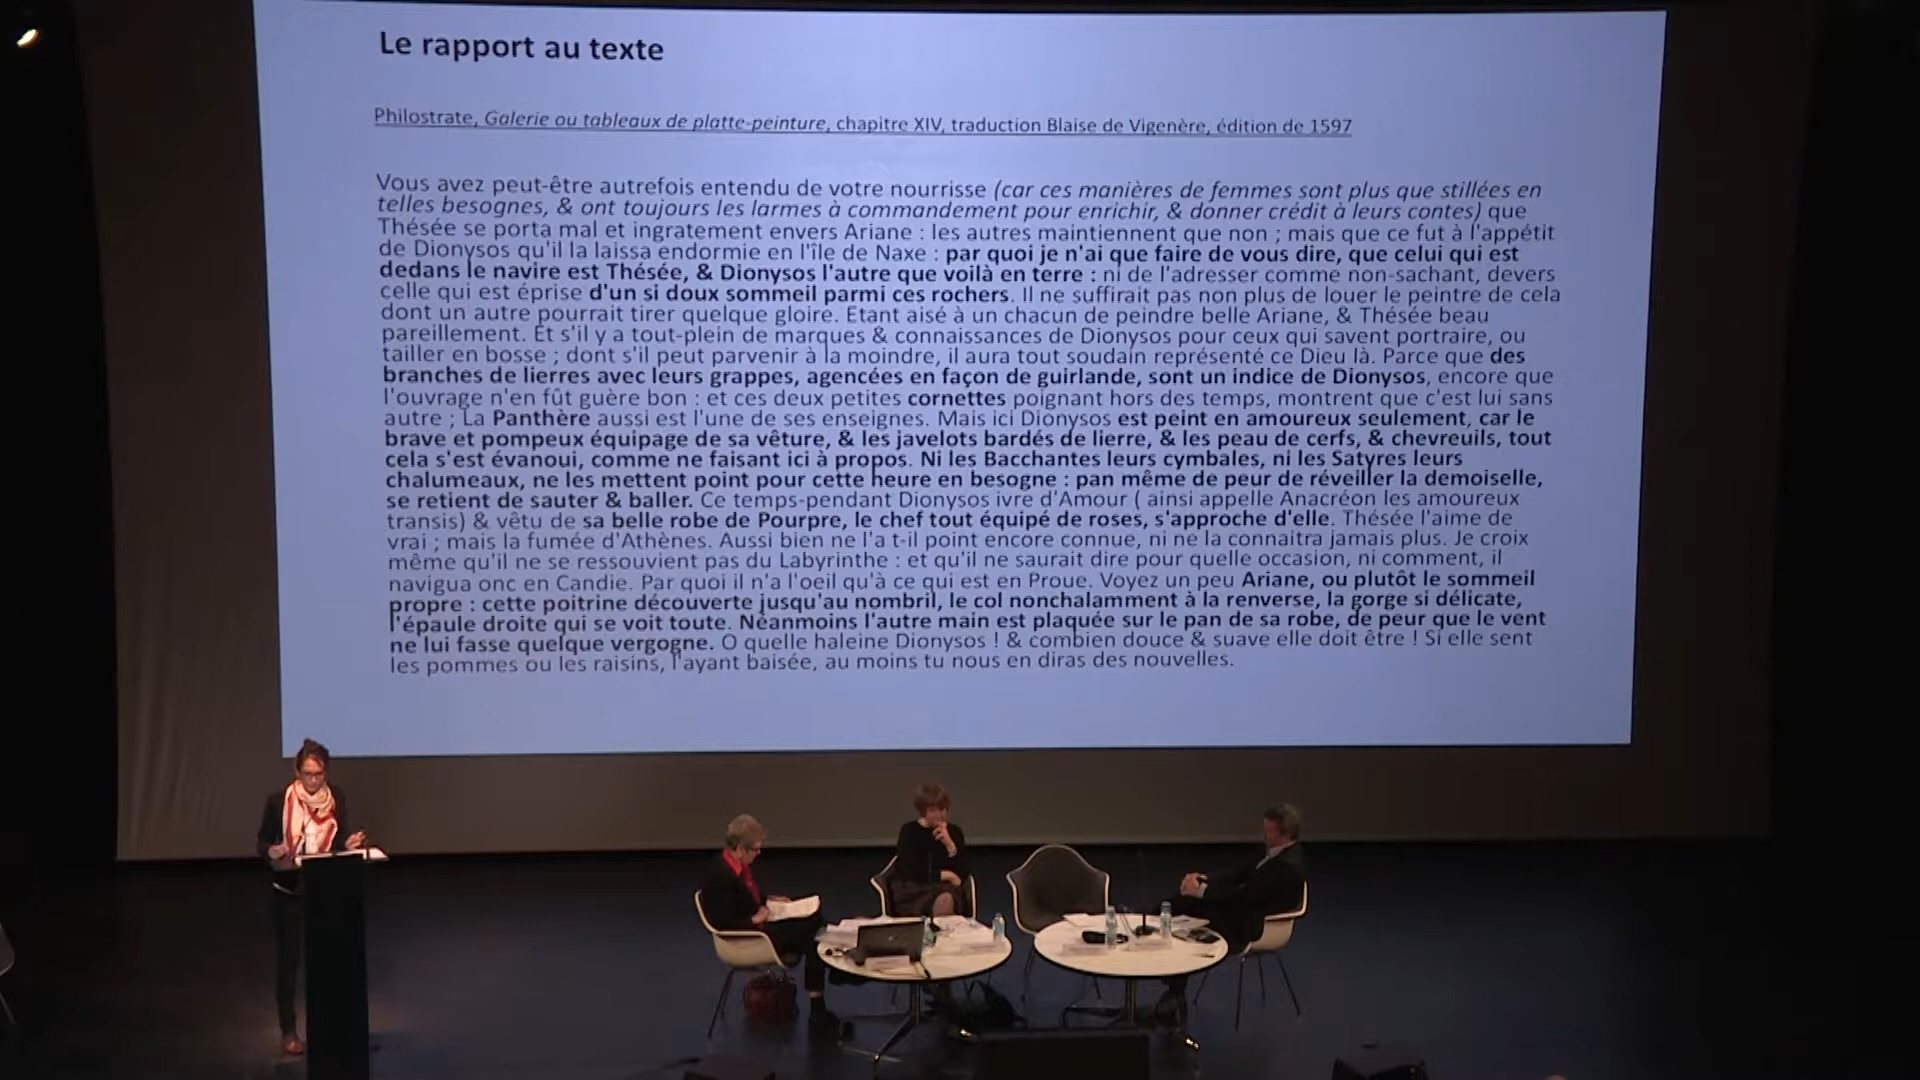 Le rapport au texte
Philostrate, Galerie ou tableaux de platte-peinture, chapitre XIV, traduction Blaise de Vigenère, édition de 1597
Vous avez peut-être autrefois entendu de votre nourrisse (car ces manières de femmes sont plus que stillées en
telles besognes, & ont toujours les larmes à commandement pour enrichir, & donner crédit à leurs contes) que
Thésée se porta mal et ingratement envers Ariane : les autres maintiennent que non ; mais que ce fut à l'appétit
de Dionysos qu'il la laissa endormie en l'île de Naxe : par quoi je n'ai que faire de vous dire, que celui qui est
dedans le navire est Thésée, & Dionysos l'autre que voilà en terre : ni de l'adresser comme non-sachant, devers
celle qui est éprise d'un si doux sommeil parmi ces rochers. Il ne suffirait pas non plus de louer le peintre de cela
dont un autre pourrait tirer quelque gloire. Etant aisé à un chacun de peindre belle Ariane, & Thésée beau
pareillement. Et s'il y a tout-plein de marques & connaissances de Dionysos pour ceux qui savent portraire, ou
tailler en bosse ; dont s'il peut parvenir à la moindre, il aura tout soudain représenté ce Dieu là. Parce que des
branches de lierres avec leurs grappes, agencées en façon de guirlande, sont un indice de Dionysos, encore que
l'ouvrage n'en fût guère bon : et ces deux petites cornettes poignant hors des temps, montrent que c'est lui sans
autre ; La Panthère aussi est l'une de ses enseignes. Mais ici Dionysos est peint en amoureux seulement, car le
brave et pompeux équipage de sa vêture, & les javelots bardés de lierre, & les peau de cerfs, & chevreuils, tout
cela s'est évanoui, comme ne faisant ici à propos. Ni les Bacchantes leurs cymbales, ni les Satyres leurs
chalumeaux, ne les mettent point pour cette heure en besogne : pan même de peur de réveiller la demoiselle,
se retient de sauter & baller. Ce temps-pendant Dionysos ivre d'Amour ( ainsi appelle Anacréon les amoureux
transis) & vêtu de sa belle robe de Pourpre, le chef tout équipé de roses, s'approche d'elle. Thésée l'aime de
vrai ; mais la fumée d'Athènes. Aussi bien ne l'a t-il point encore connue, ni ne la connaitra jamais plus. Je croix
même qu'il ne se ressouvient pas du Labyrinthe : et qu'il ne saurait dire pour quelle occasion, ni comment, il
navigua onc en Candie. Par quoi il n'a l'oeil qu'à ce qui est en Proue. Voyez un peu Ariane, ou plutôt le sommeil
propre : cette poitrine découverte jusqu'au nombril, le col nonchalamment à la renverse, la gorge si délicate,
l'épaule droite qui se voit toute. Néanmoins l'autre main est plaquée sur le pan de sa robe, de peur que le vent
ne lui fasse quelque vergogne. O quelle haleine Dionysos ! & combien douce & suave elle doit être ! Si elle sent
les pommes ou les raisins, l'ayant baisée, au moins tu nous en diras des nouvelles.